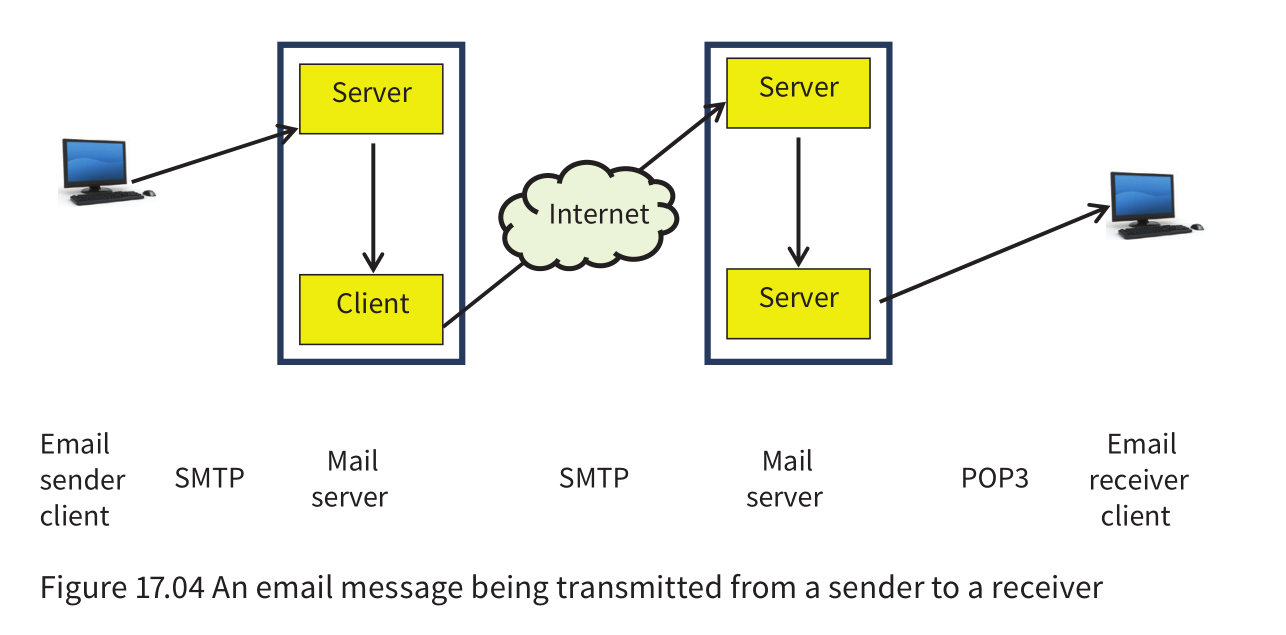 Server
Server
Internet
Client
Server
Email
sender
client
SMTP
Mail
server
SMTP
Mail
server
POP3
Email
receiver
client
Figure 17.04 An email message being transmitted from a sender to a receiver